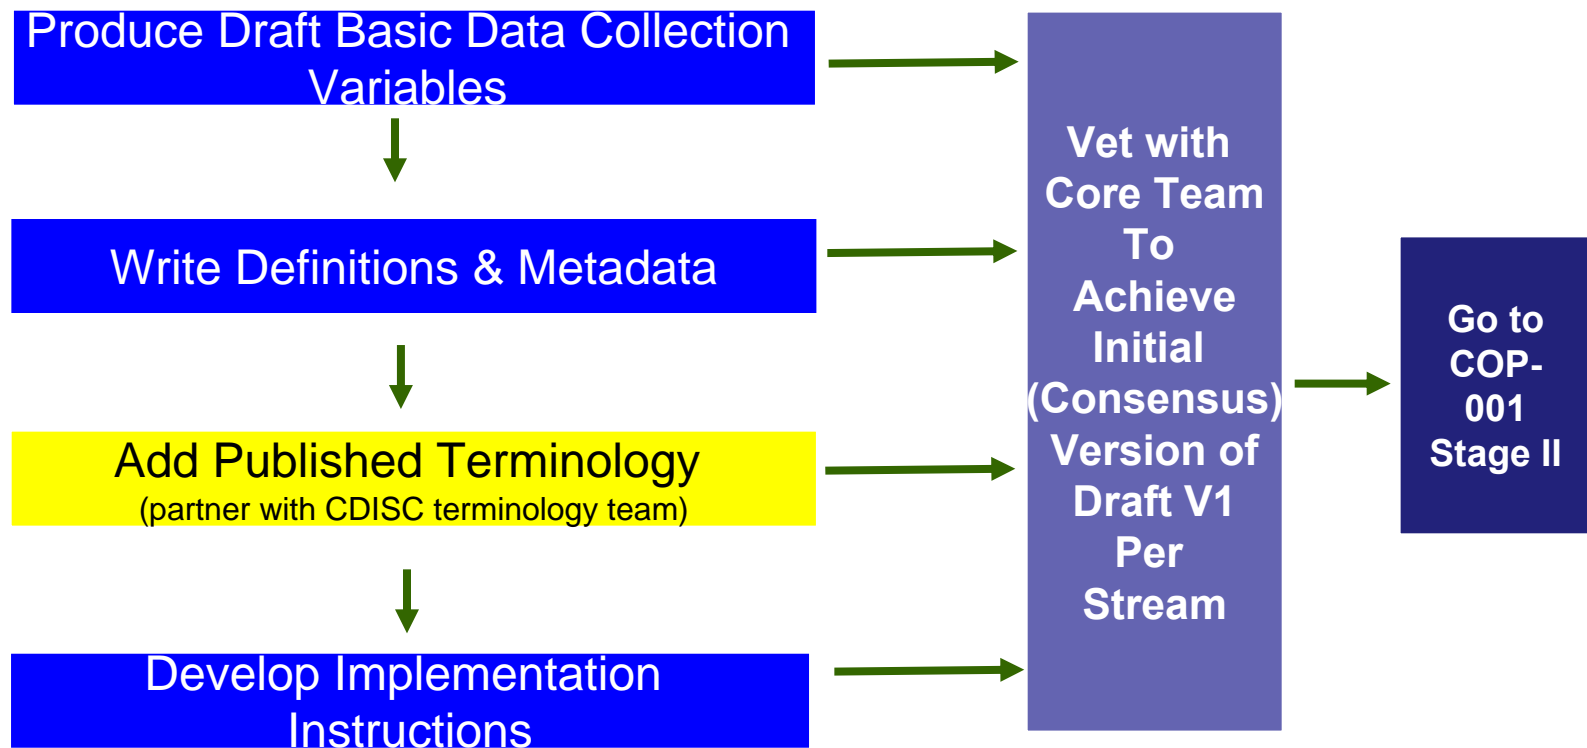 Produce Draft Basic Data Collection
Variables
Write Definitions & Metadata
Add Published Terminology
(partner with CDISC terminology team)
Develop Implementation
Instructions
Vet with
Core Team
To
Achieve
Initial
(Consensus)
Version of
Draft V1
Per
Stream
Go to
COP-
001
Stage II